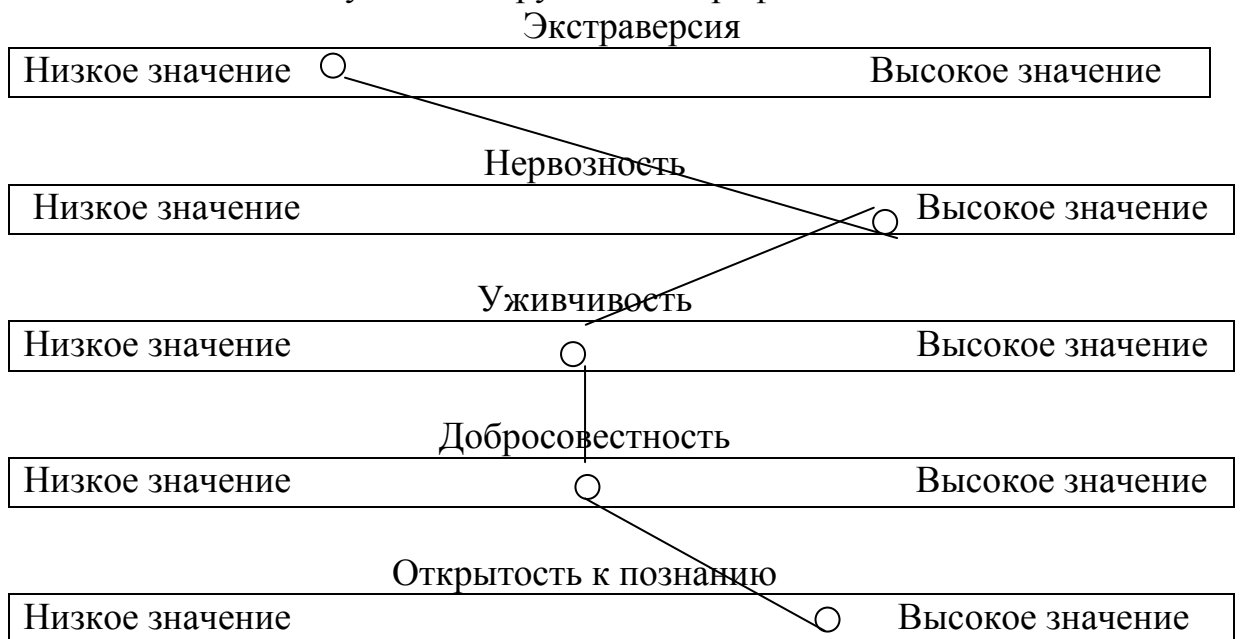 Экстраверсия
Низкое значение Высокое значение
Нервозность
Низкое значение Высокое значение
Уживчивость
Низкое значение Высокое значение
Добросовестность
Низкое значение Высокое значение
Открытость к познанию
Низкое значение Высокое значение